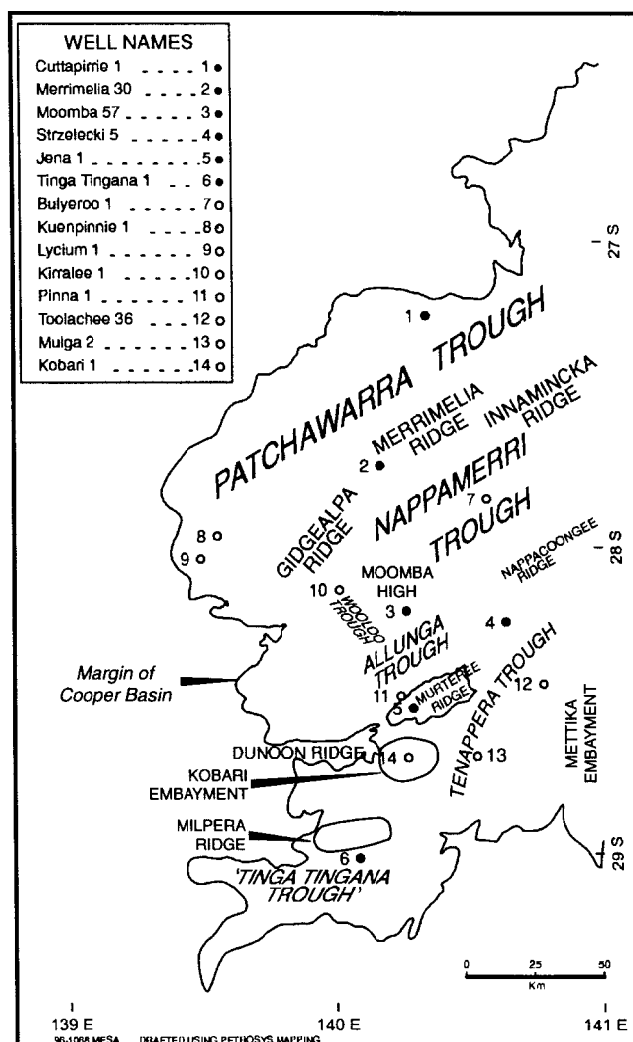 WELL NAMES
Cuttapirrie 1 - - - - - 1 ●
Merrimelia 30 - - - - 2 ●
Moomba 57 - - - - - 3 ●
Strzelecki 5 - - - - - 4 ●
Jena 1 - - - - - - - - 5 ●
Tinga Tingana 1 - - - 6 ●
Bulyeroo 1 - - - - - - 7 ○
Kuenpinnie 1 - - - - - 8 ○
Lycium 1 - - - - - - - 9 ○
Kirralee 1 - - - - - - 10 ○
Pinna 1 - - - - - - - 11 ○
Toolachee 36 - - - - 12 ○
Mulga 2 - - - - - - - 13 ○
Kobari 1 - - - - - - - 14 ○
27 S
1
PATCHAWARRA TROUGH
MERRIMELIA
RIDGE
INNAMINCKA
RIDGE
2
NAPPAMERRI
TROUGH
7
GIDGEALPA
RIDGE
8
9
28 S
NAPPACOONGEE
RIDGE
MOOMBA
HIGH
10
WOOLOO
TROUGH
3
4
ALLUNGA
TROUGH
Margin of
Cooper Basin
11
5
MURTEREE
RIDGE
TENAPPERA TROUGH
12
METTIKA
EMBAYMENT
DUNOON RIDGE
14
13
KOBARI
EMBAYMENT
MILPERA
RIDGE
6
29 S
'TINGA TINGANA
TROUGH'
0 25 50
Km
139 E 140 E 141 E
96-1068 MESA DRAFTED USING PETROSYS MAPPING